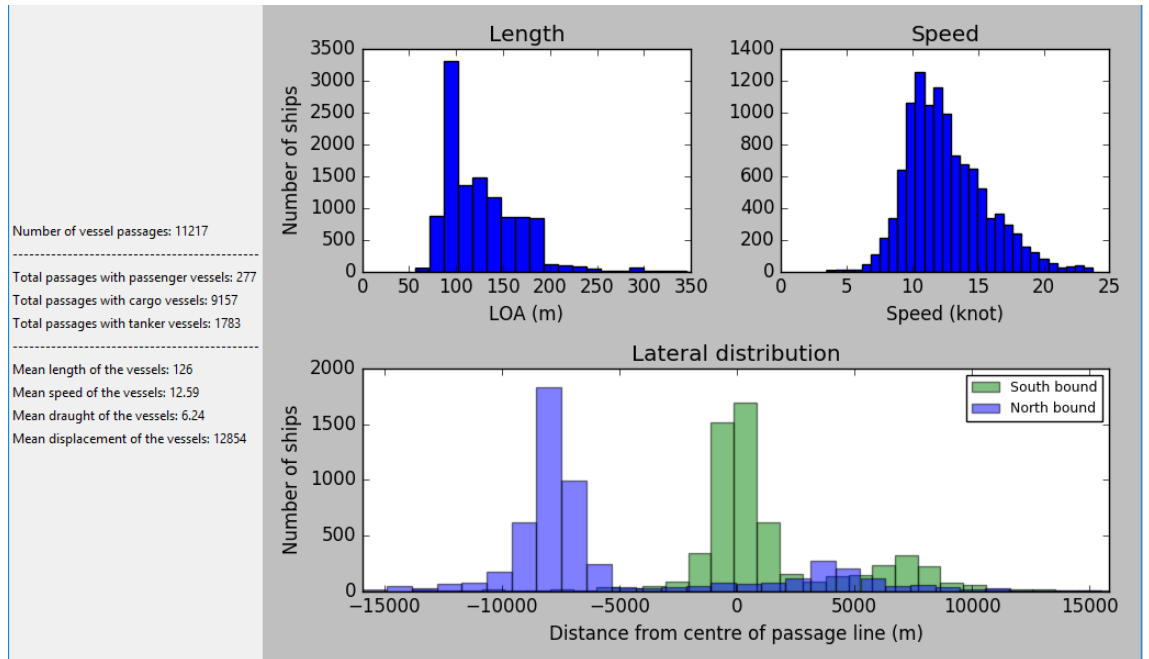 Number of vessel passages: 11217
--------------------------------------------------------------
Total passages with passenger vessels: 277
Total passages with cargo vessels: 9157
Total passages with tanker vessels: 1783
--------------------------------------------------------------
Mean length of the vessels: 126
Mean speed of the vessels: 12.59
Mean draught of the vessels: 6.24
Mean displacement of the vessels: 12854
Length
Number of ships
3500
3000
2500
2000
1500
1000
500
0
0 50 100 150 200 250 300 350
LOA (m)
Speed
1400
1200
1000
800
600
400
200
0
0 5 10 15 20 25
Speed (knot)
Lateral distribution
Number of ships
2000
1500
1000
500
0
South bound
North bound
−15000 −10000 −5000 0 5000 10000 15000
Distance from centre of passage line (m)